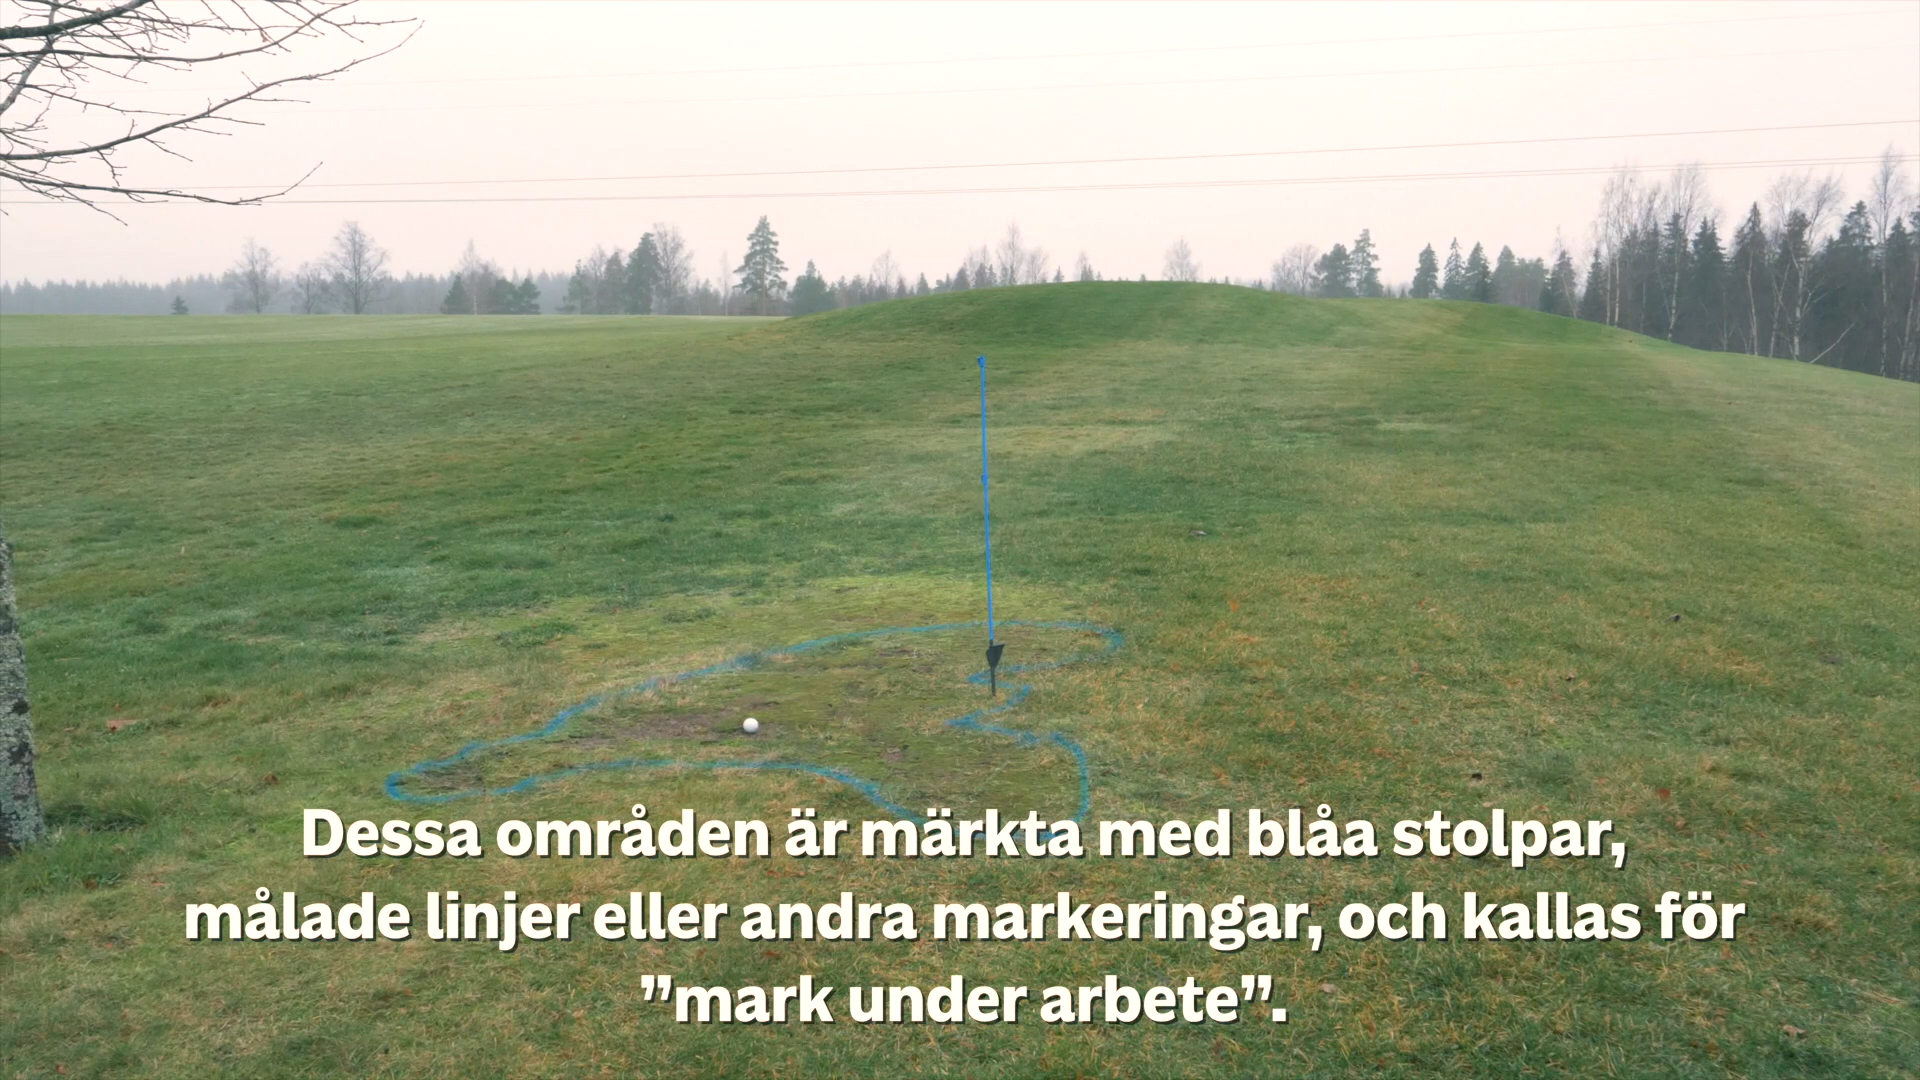 Dessa områden är märkta med blåa stolpar,
målade linjer eller andra markeringar, och kallas för
”mark under arbete”.